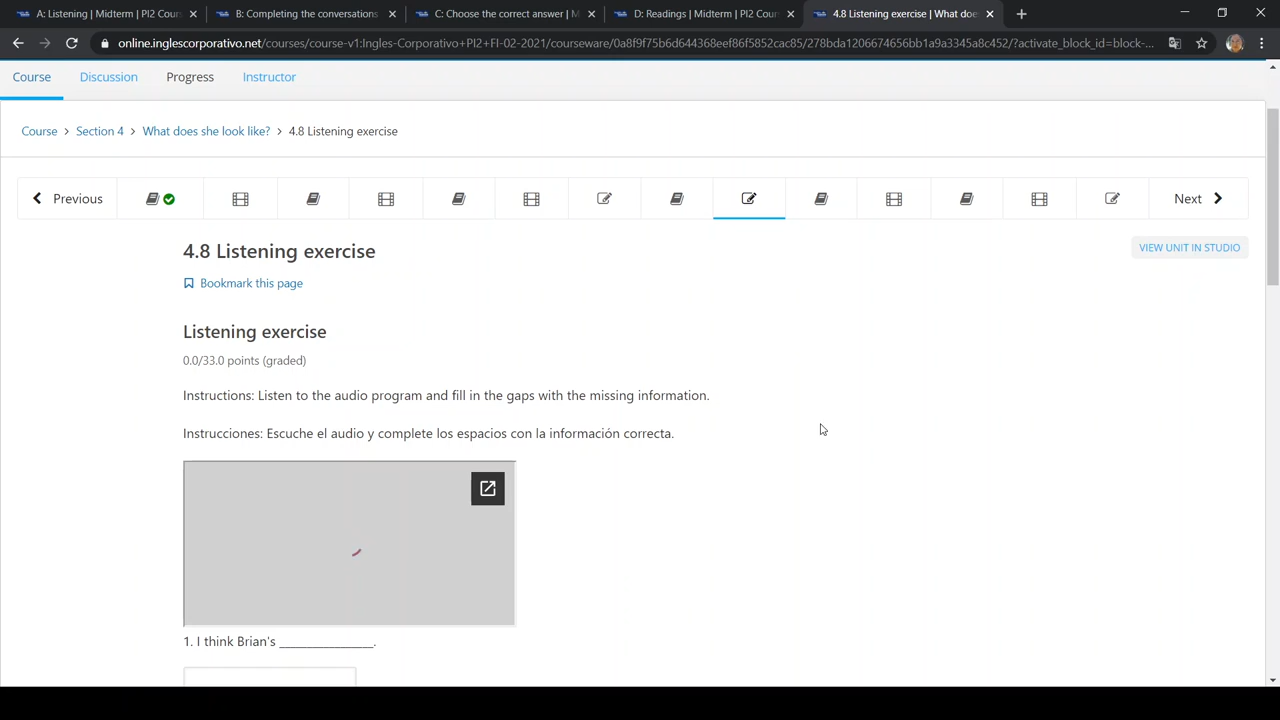 A: Listening | Midterm | PI2 Cour
B: Completing the conversations
C: Choose the correct answer | M
D: Readings | Midterm | PI2 Cour
4.8 Listening exercise | What doe
online.inglescorporativo.net/courses/course-v1:Ingles-Corporativo+PI2+FI-02-2021/courseware/0a8f9f75b6d644368eef86f5852cac85/278bda1206674656bb1a9a3345a8c452/?activate_block_id=block-...
Course
Discussion
Progress
Instructor
Course > Section 4 > What does she look like? > 4.8 Listening exercise
Previous
Next
4.8 Listening exercise
VIEW UNIT IN STUDIO
Bookmark this page
Listening exercise
0.0/33.0 points (graded)
Instructions: Listen to the audio program and fill in the gaps with the missing information.
Instrucciones: Escuche el audio y complete los espacios con la información correcta.
1. I think Brian's _______________.